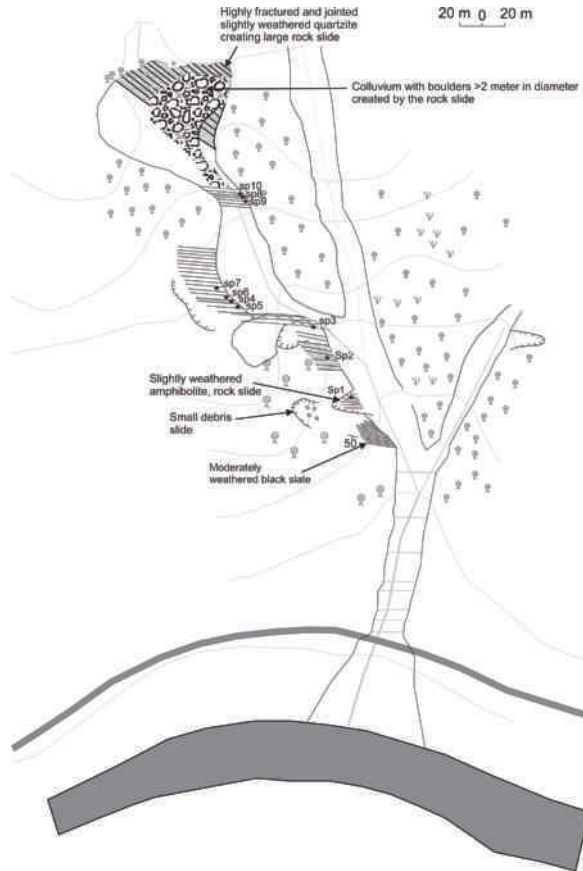 20 m 0 20 m
Highly fractured and jointed
slightly weathered quartzite
creating large rock slide
Colluvium with boulders >2 meter in diameter
created by the rock slide
sp10
sp8
sp9
sp7
sp6
sp4
sp5
sp3
Sp2
Slightly weathered
amphibolite, rock slide
Sp1
Small debris
slide
50
Moderately
weathered black slate